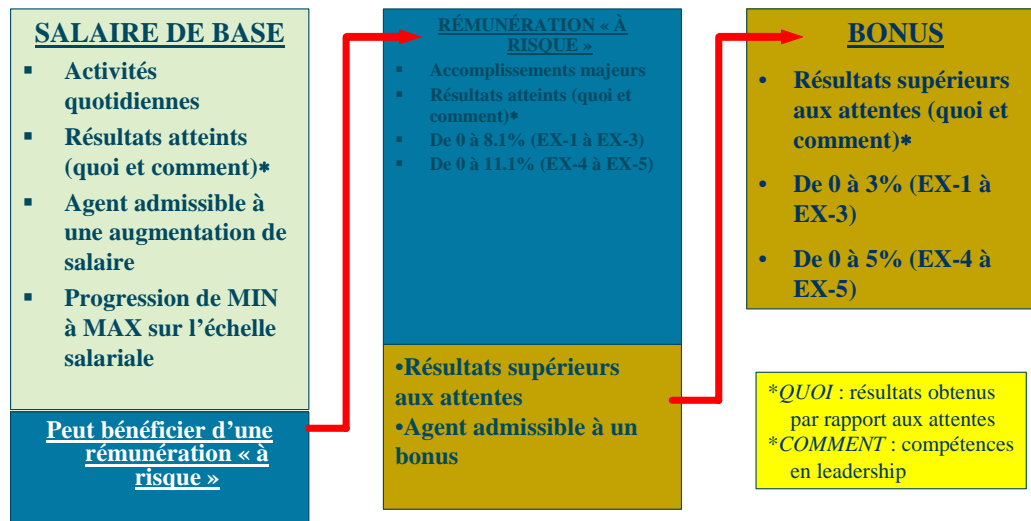 SALAIRE DE BASE
▪ Activités
quotidiennes
▪ Résultats atteints
(quoi et comment)*
▪ Agent admissible à
une augmentation de
salaire
▪ Progression de MIN
à MAX sur l'échelle
salariale
Peut bénéficier d'une
rémunération « à
risque »
RÉMUNÉRATION « À
RISQUE »
▪ Accomplissements majeurs
▪ Résultats atteints (quoi et
comment)*
▪ De 0 à 8.1% (EX-1 à EX-3)
▪ De 0 à 11.1% (EX-4 à EX-5)
•Résultats supérieurs
aux attentes
•Agent admissible à un
bonus
BONUS
• Résultats supérieurs
aux attentes (quoi et
comment)*
• De 0 à 3% (EX-1 à
EX-3)
• De 0 à 5% (EX-4 à
EX-5)
*QUOI : résultats obtenus
par rapport aux attentes
*COMMENT : compétences
en leadership